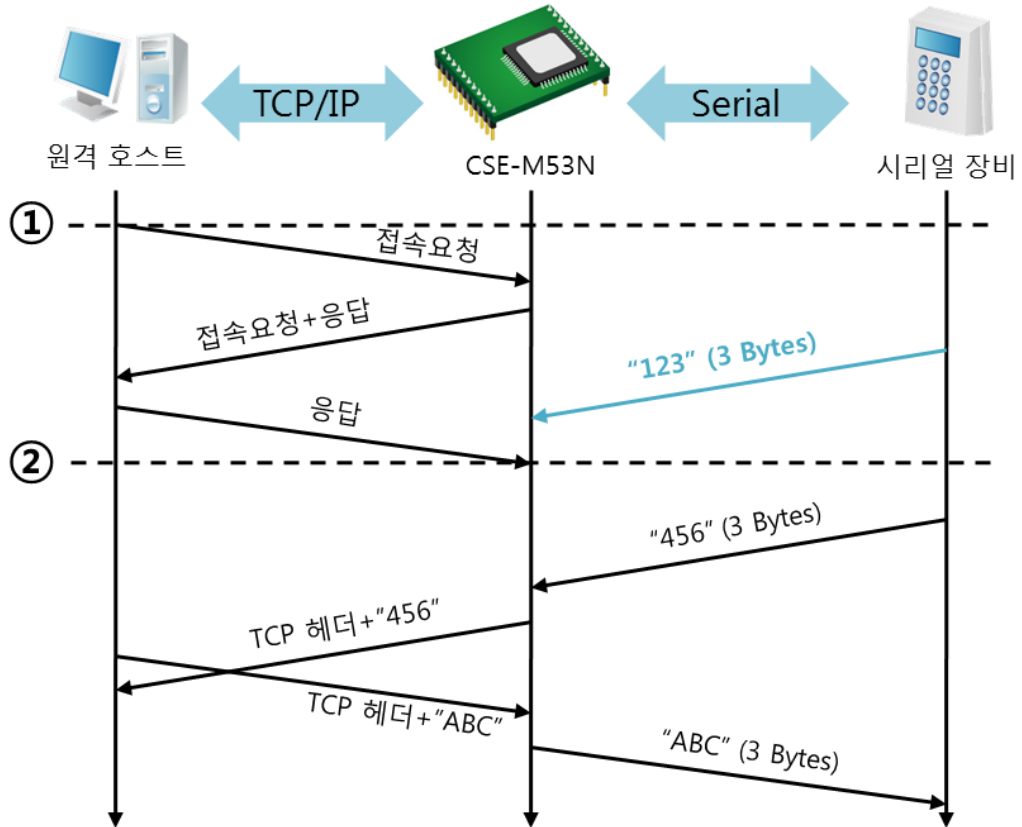 TCP/IP
Serial
원격 호스트
CSE-M53N
시리얼 장비
①
접속요청
접속요청+응답
“123” (3 Bytes)
응답
②
“456” (3 Bytes)
TCP 헤더+”456”
TCP 헤더+”ABC”
“ABC” (3 Bytes)